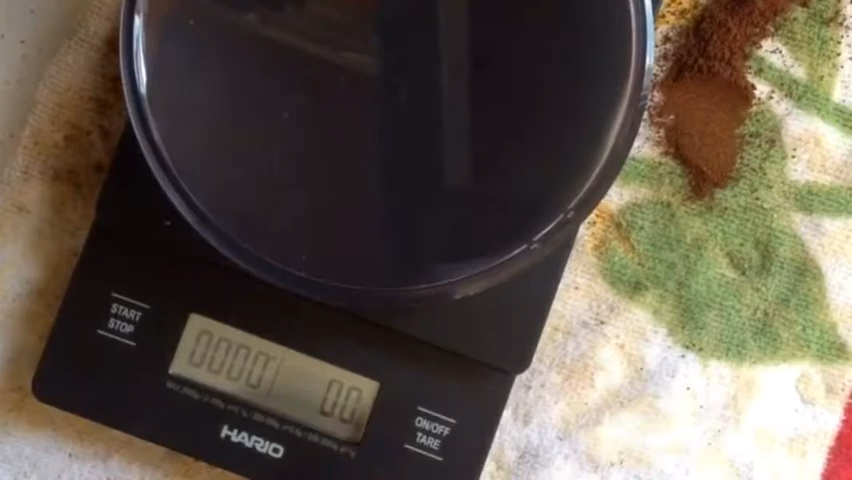 START
STOP
0000 00
HARIO
ON/OFF
TARE